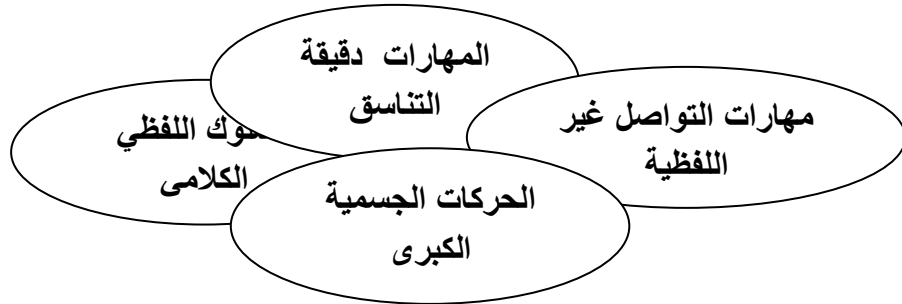 المهارات دقيقة
التناسق
مهارات التواصل غير
اللفظية
اللفظي
الكلامى
الحركات الجسمية
الكبرى